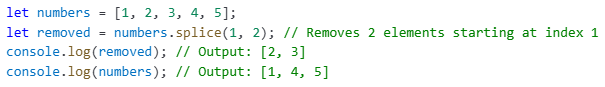 let numbers = [1, 2, 3, 4, 5];
let removed = numbers.splice(1, 2); // Removes 2 elements starting at index 1
console.log(removed); // Output: [2, 3]
console.log(numbers); // Output: [1, 4, 5]